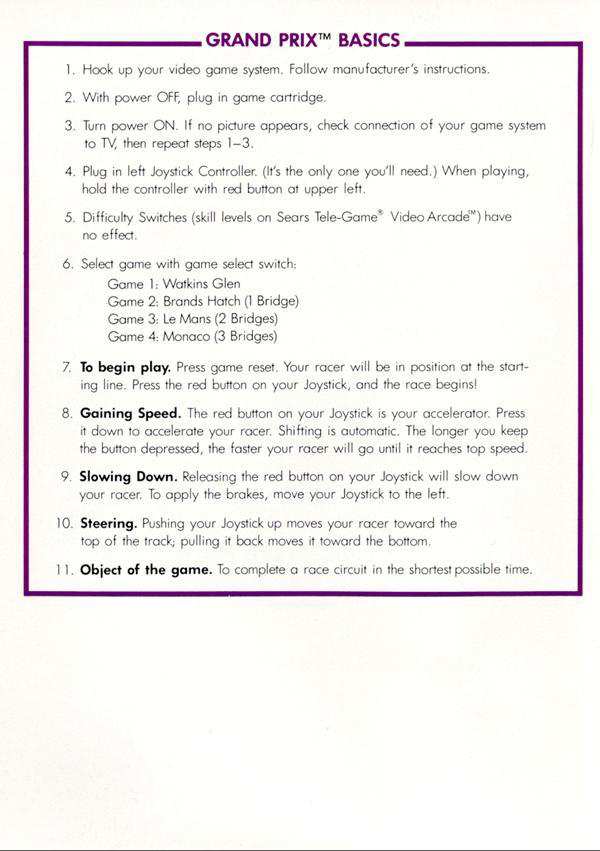 GRAND PRIX™ BASICS
1. Hook up your video game system. Follow manufacturer's instructions.
2. With power OFF, plug in game cartridge.
3. Turn power ON. If no picture appears, check connection of your game system
to TV, then repeat steps 1–3.
4. Plug in left Joystick Controller. (It's the only one you'll need.) When playing,
hold the controller with red button at upper left.
5. Difficulty Switches (skill levels on Sears Tele-Game® Video Arcade™) have
no effect.
6. Select game with game select switch:
Game 1: Watkins Glen
Game 2: Brands Hatch (1 Bridge)
Game 3: Le Mans (2 Bridges)
Game 4: Monaco (3 Bridges)
7. To begin play. Press game reset. Your racer will be in position at the start-
ing line. Press the red button on your Joystick, and the race begins!
8. Gaining Speed. The red button on your Joystick is your accelerator. Press
it down to accelerate your racer. Shifting is automatic. The longer you keep
the button depressed, the faster your racer will go until it reaches top speed.
9. Slowing Down. Releasing the red button on your Joystick will slow down
your racer. To apply the brakes, move your Joystick to the left.
10. Steering. Pushing your Joystick up moves your racer toward the
top of the track; pulling it back moves it toward the bottom.
11. Object of the game. To complete a race circuit in the shortest possible time.